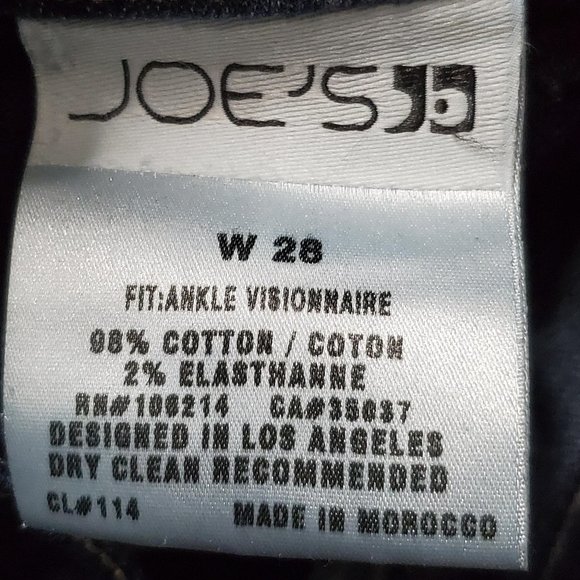 JOE'S
W 28
FIT:ANKLE VISIONNAIRE
98% COTTON / COTON
2% ELASTHANNE
RN#106214 CA#35037
DESIGNED IN LOS ANGELES
DRY CLEAN RECOMMENDED
CL#114 MADE IN MOROCCO